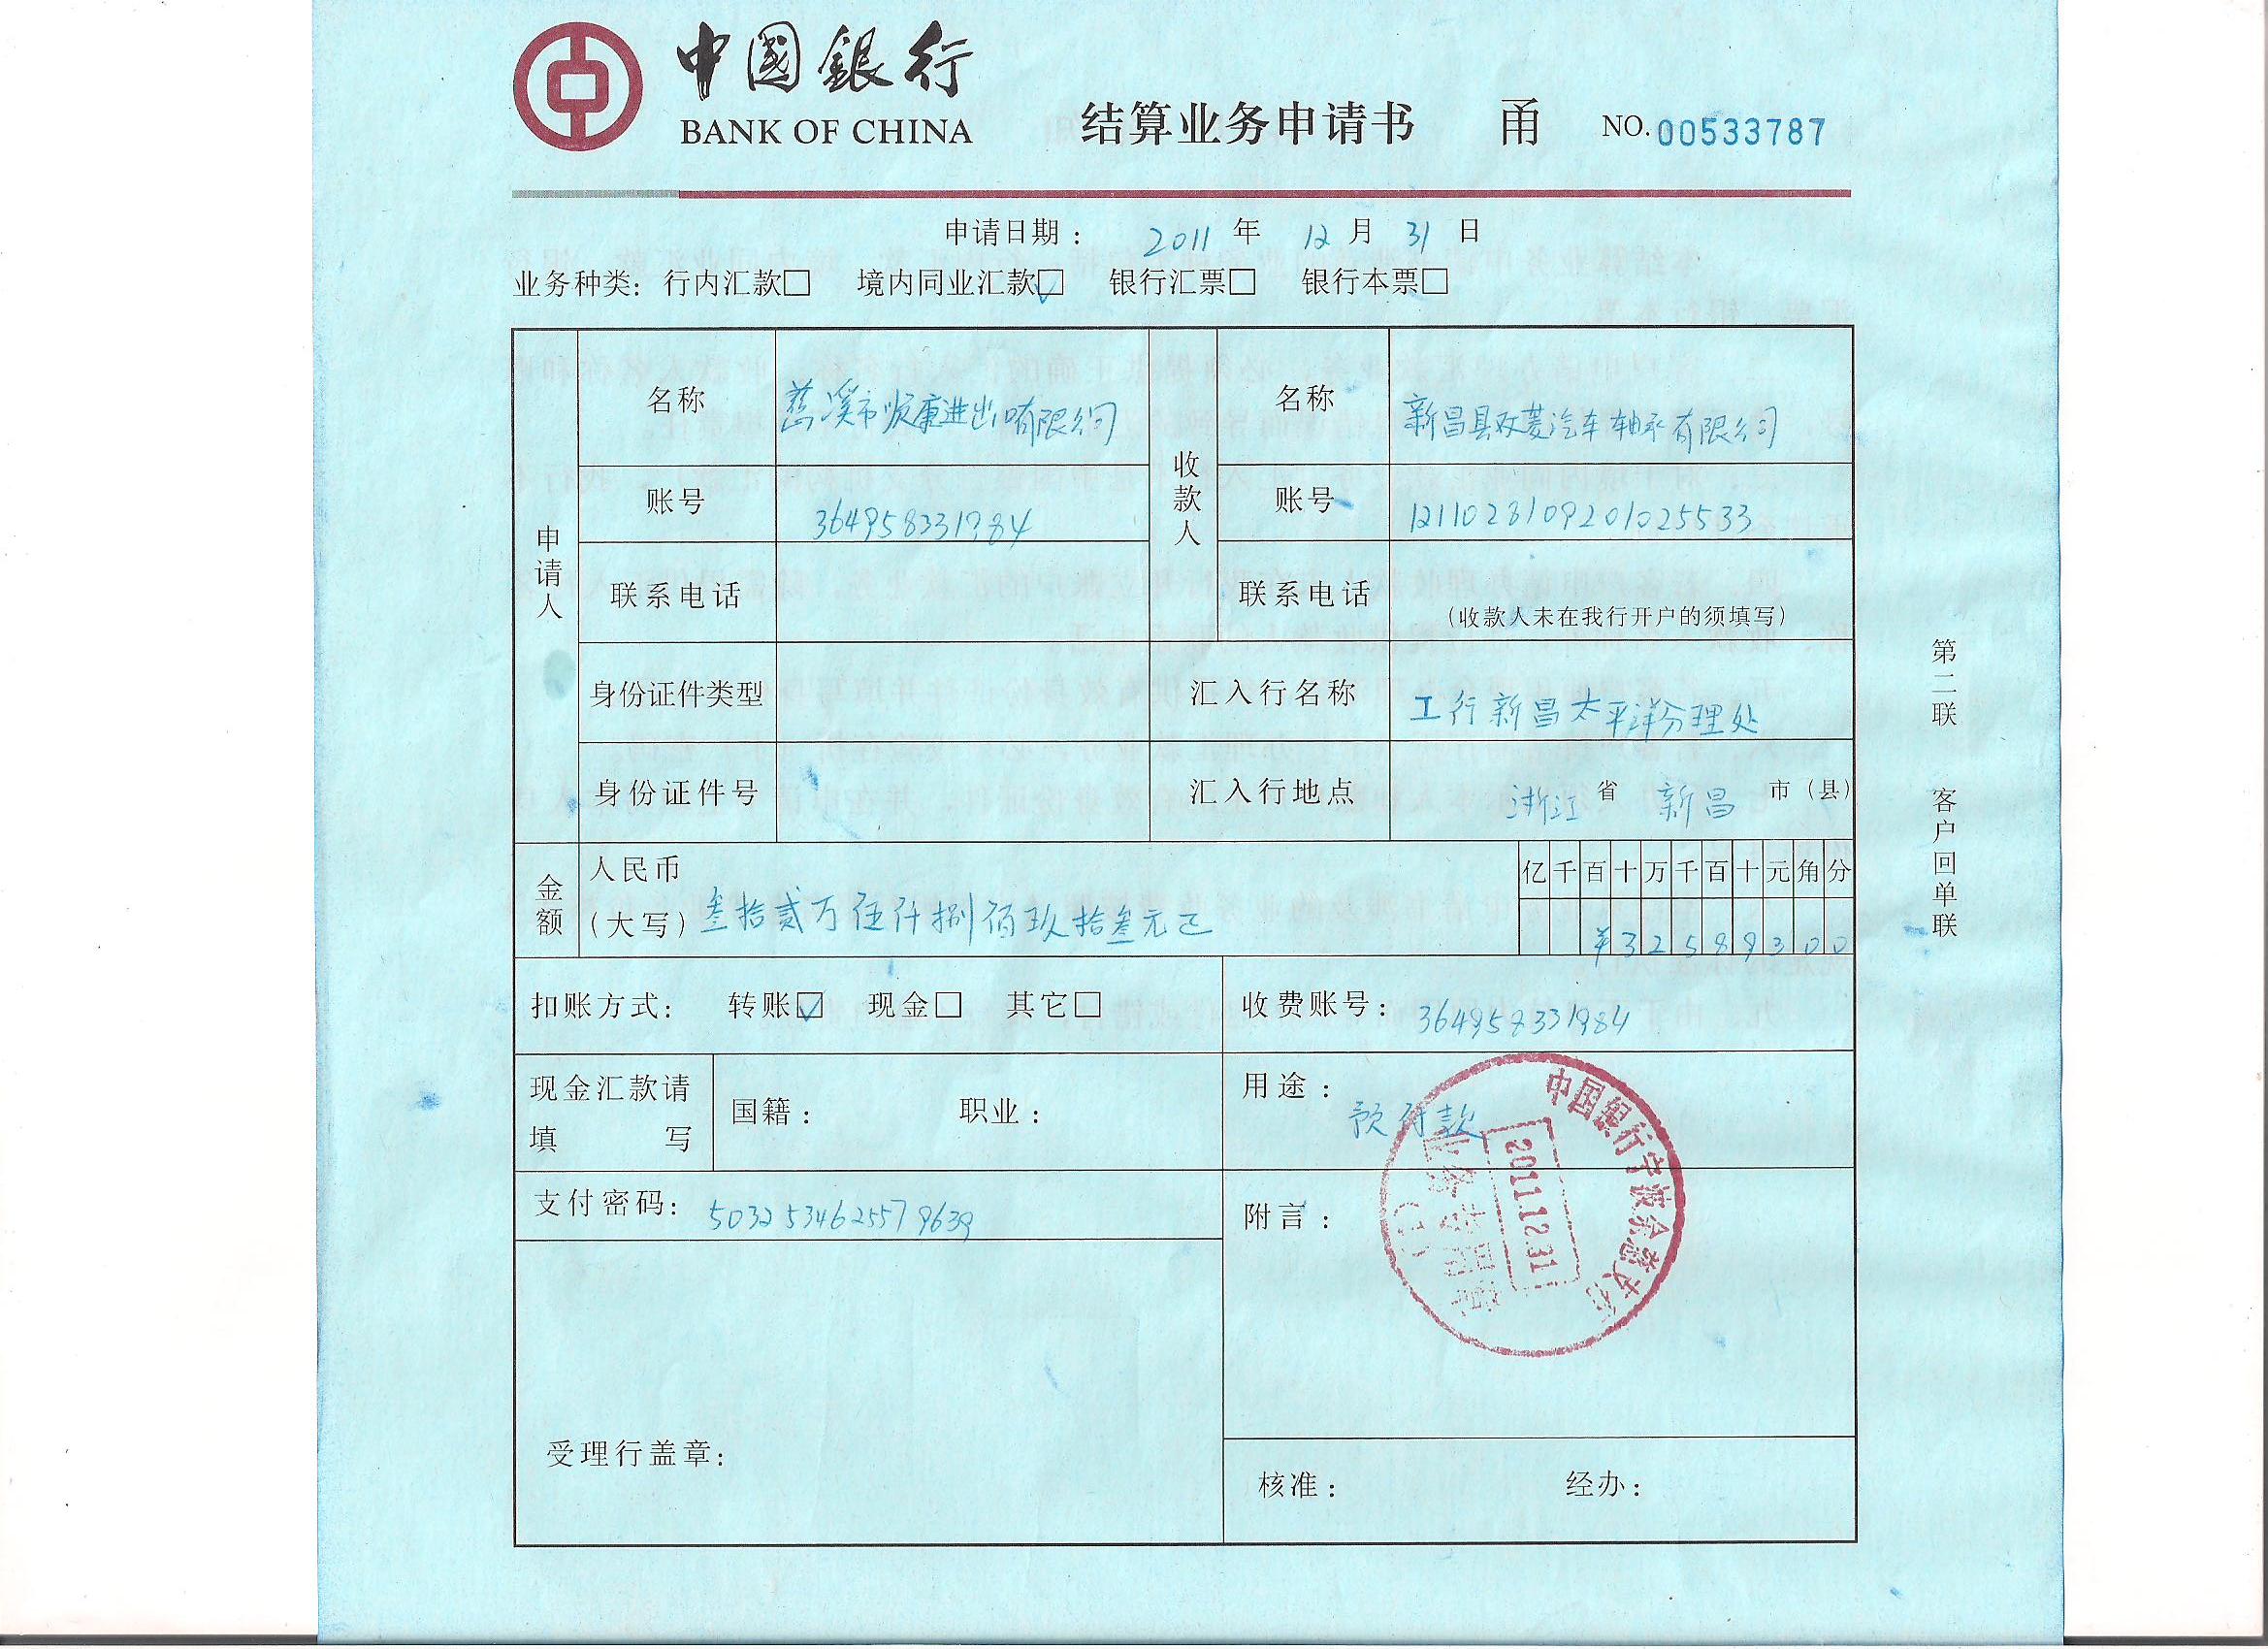 中國銀行
BANK OF CHINA
结算业务申请书 甬 NO.00533787
申请日期： 2011 年 12 月 31 日
业务种类：行内汇款□ 境内同业汇款☑ 银行汇票□ 银行本票□
申请人
名称 慈溪市顺康进出口有限公司
账号 364958331984
联系电话
身份证件类型
身份证件号
收款人
名称 新昌县双菱汽车轴承有限公司
账号 1211028109201025533
联系电话 （收款人未在我行开户的须填写）
汇入行名称 工行新昌太平洋分理处
汇入行地点 浙江 省 新昌 市（县）
金额
人民币
（大写）叁拾贰万伍仟捌佰玖拾叁元正
亿千百十万千百十元角分
¥32589300
扣账方式： 转账☑ 现金□ 其它□
收费账号： 364958331984
现金汇款请
填写
国籍： 职业：
用途： 预付款
支付密码： 5032534625579639
附言：
中国银行宁波余慈支行
2011.12.31
业务专用章
受理行盖章：
核准： 经办：
第二联 客户回单联